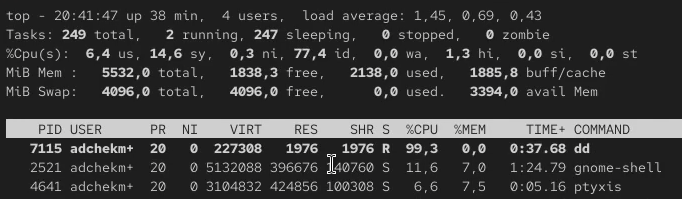 top - 20:41:47 up 38 min,  4 users,  load average: 1,45, 0,69, 0,43
Tasks: 249 total,   2 running, 247 sleeping,   0 stopped,   0 zombie
%Cpu(s):  6,4 us, 14,6 sy,  0,3 ni, 77,4 id,  0,0 wa,  1,3 hi,  0,0 si,  0,0 st
MiB Mem :   5532,0 total,   1838,3 free,   2138,0 used,   1885,8 buff/cache
MiB Swap:   4096,0 total,   4096,0 free,      0,0 used.   3394,0 avail Mem
PID USER      PR  NI    VIRT    RES    SHR S  %CPU  %MEM     TIME+ COMMAND
7115 adchekm+  20   0  227308   1976   1976 R  99,3   0,0   0:37.68 dd
2521 adchekm+  20   0 5132088 396676 140760 S  11,6   7,0   1:24.79 gnome-shell
4641 adchekm+  20   0 3104832 424856 100308 S   6,6   7,5   0:05.16 ptyxis